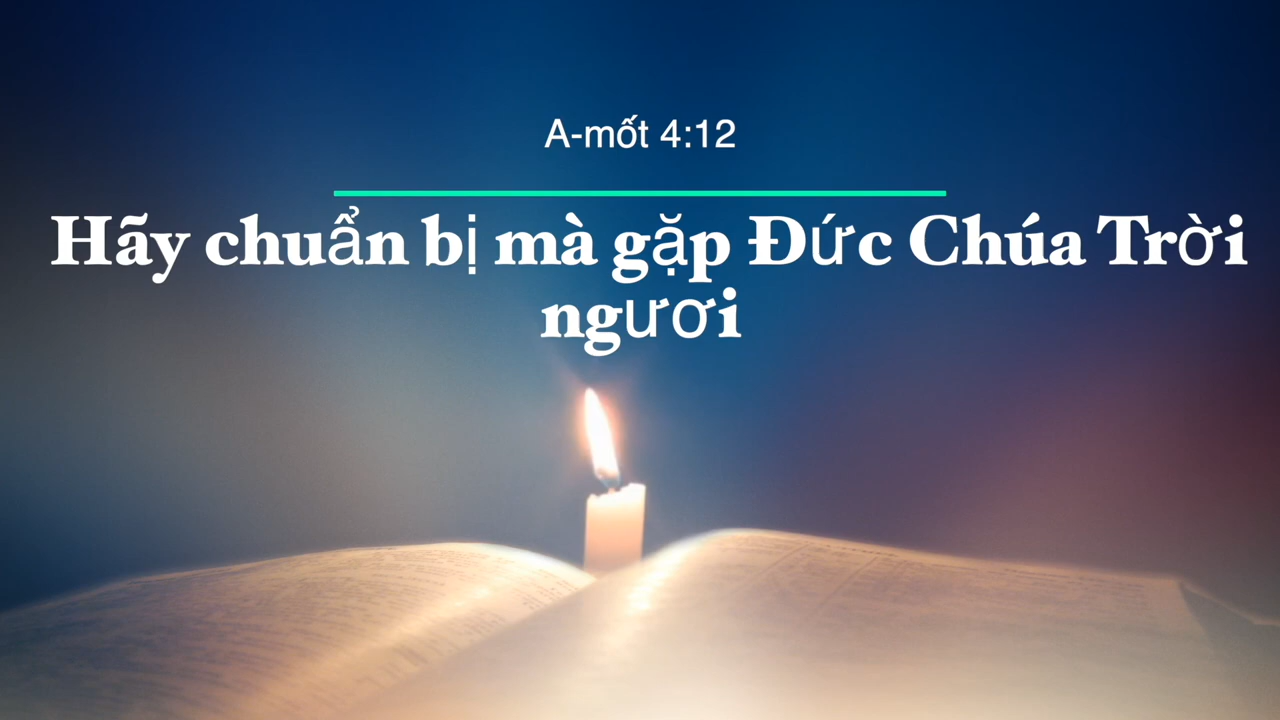 A-mốt 4:12
Hãy chuẩn bị mà gặp Đức Chúa Trời
ngươi